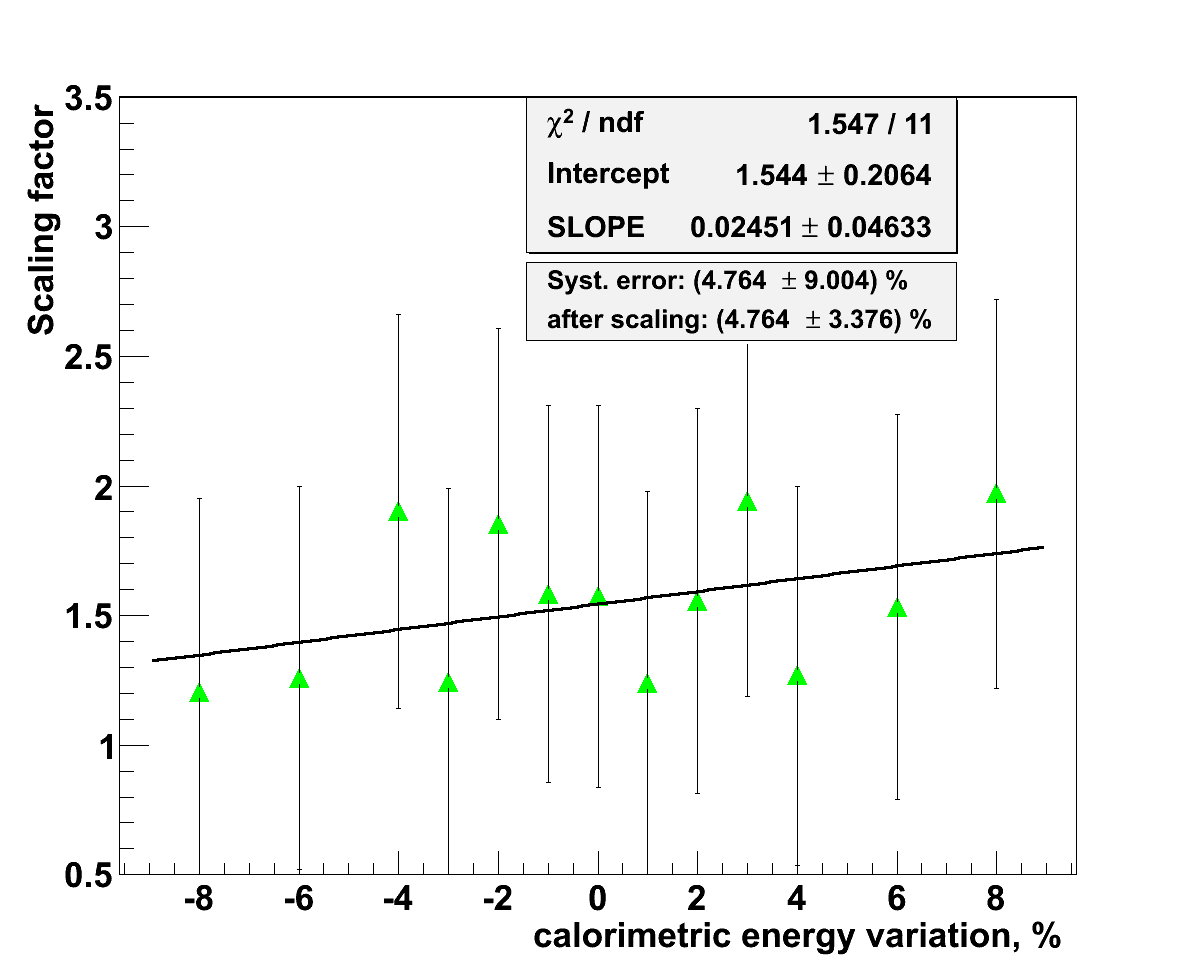 3.5
3
2.5
2
1.5
1
0.5
Scaling factor
χ² / ndf 1.547 / 11
Intercept 1.544 ± 0.2064
SLOPE 0.02451 ± 0.04633
Syst. error: (4.764 ± 9.004) %
after scaling: (4.764 ± 3.376) %
-8 -6 -4 -2 0 2 4 6 8
calorimetric energy variation, %